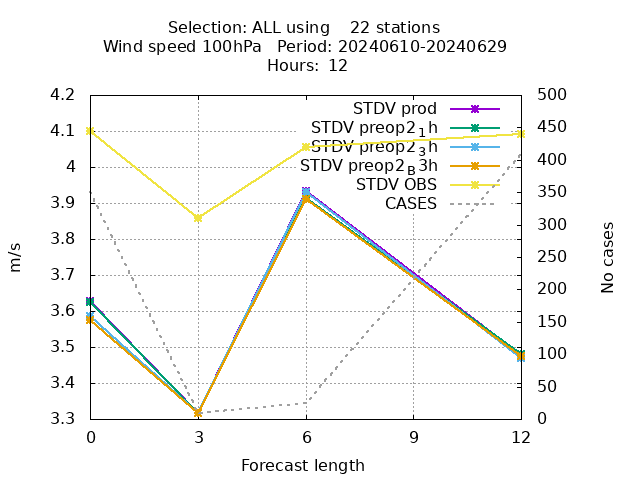 Selection: ALL using 22 stations
Wind speed 100hPa Period: 20240610-20240629
Hours: 12
STDV prod
STDV preop2_1h
STDV preop2_3h
STDV preop2_B3h
STDV OBS
CASES
4.2
4.1
4
3.9
3.8
3.7
3.6
3.5
3.4
3.3
m/s
500
450
400
350
300
250
200
150
100
50
0
No cases
0 3 6 9 12
Forecast length